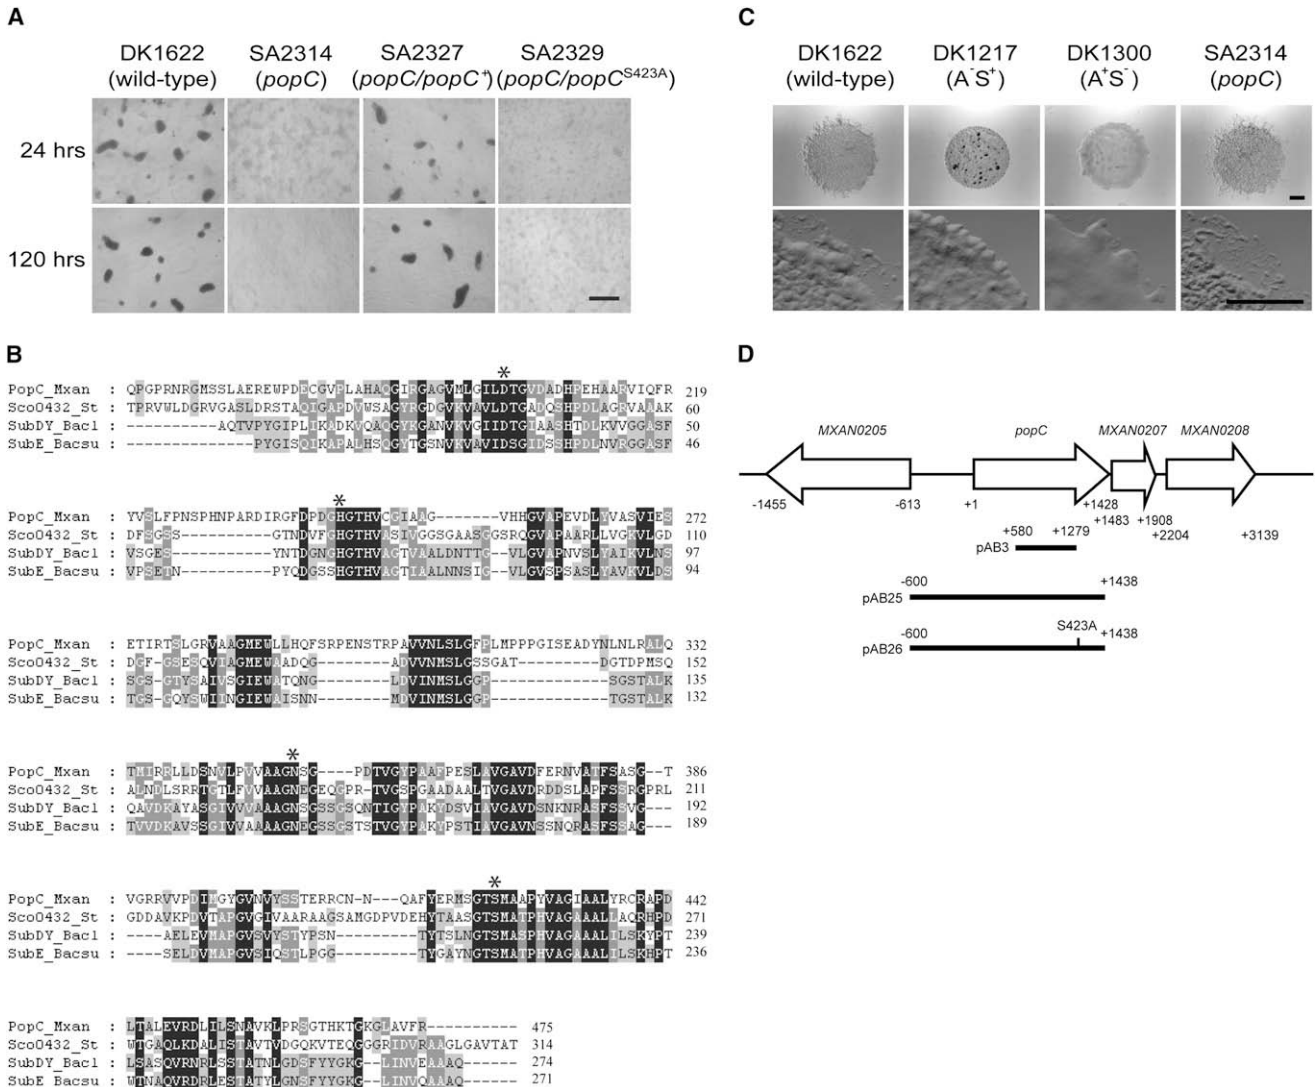 A
DK1622
(wild-type)
SA2314
(popC)
SA2327
(popC/popC+)
SA2329
(popC/popCS423A)
24 hrs
120 hrs
C
DK1622
(wild-type)
DK1217
(A-S+)
DK1300
(A+S-)
SA2314
(popC)
B
*
PopC_Mxan : QPGPRNRGMSSLAEREWPDECGVPLAHAQGIRGAGVMLGILDTGVDADHPEHAARVIQFR 219
Sco0432_St : TPRVWLDGRVGASLDRSTAQIGAPDVWSAGYRGDGVKVAVLDTGADQSHPDLAGRVAAAK 60
SubDY_Bacl : ----------AQTVPYGIPLIKADKVQAQGYKGANVKVGIIDTGIAASHTDLKVVGGASF 50
SubE_Bacsu : --------------PYGISQIKAPALHSQGYTGSNVKVAVIDSGIDSSHPDLNVRGGASF 46
*
PopC_Mxan : YVSLFPNSPHNPARDIRGFDPDGHGTHVCGIAAG-------VHHGVAPEVDLYVASVIES 272
Sco0432_St : DFSGSS----------GTNDVFGHGTHVASIVGGSGAASGGSRQGVAPAARLLVGKVLGD 110
SubDY_Bacl : VSGES-----------YNTDGNGHGTHVAGTVAALDNTTG--VLGVAPNVSLYAIKVLNS 97
SubE_Bacsu : VPSETN----------PYQDGSSHGTHVAGTIAALNNSIG--VLGVSPSASLYAVKVLDS 94
PopC_Mxan : ETIRTSLGRVAAGMEWLLHQFSRPENSTRPAVVNLSLGFPLMPPPGISEADYNLNLRALQ 332
Sco0432_St : DGF-GSESQVIAGMEWAADQG---------ADVVNMSLGSSGAT---------DGTDPMSQ 152
SubDY_Bacl : SGS-GTYSAIVSGIEWATQNG--------LDVINMSLGGP-------------SGSTALK 135
SubE_Bacsu : TGS-GQYSWIINGIEWAISNN--------MDVINMSLGGP-------------TGSTALK 132
*
PopC_Mxan : TMIRRLLDSNVLPVVAAGNSG----PDTVGYPAAFPESLAVGAVDFERNVATFSASG--T 386
Sco0432_St : ALNDLSRRTGTLFVVAAGNEGEQGPR-TVGSPGAADAALTVGAVDRDDSLAPFSSRGPRL 211
SubDY_Bacl : QAVDKAYASGIVVVAAAGNSGSSGSQNTIGYPAKYDSVIAVGAVDSNKNRASFSSVG--- 192
SubE_Bacsu : TVVDKAVSSGIVVAAAAGNEGSSGSTSTVGYPAKYPSTIAVGAVNSSNQRASFSSAG--- 189
*
PopC_Mxan : VGRRVVPDIMGYGVNVYSSTERRCN-N--QAFYERMSGTSMAAPYVAGIAALYRCRAPD 442
Sco0432_St : GDDAVKPDVTAPGVGIVAARAAGSAMGDPVDEHYTAASGTSMATPHVAGAAALLAQRHPD 271
SubDY_Bacl : ----AELEVMAPGVSVYSTYPSN---------TYTSLNGTSMASPHVAGAAALILSKYPT 239
SubE_Bacsu : ----SELDVMAPGVSIQSTLPGG---------TYGAYNGTSMATPHVAGAAALILSKHPT 236
PopC_Mxan : LTALEVRDLILSNAVKLPRSGTHKTGKGLAVFR---------- 475
Sco0432_St : WTGAQLKDALISTAVTVDGQKVTEQGGGRIDVRAAGLGAVTAT 314
SubDY_Bacl : LSASQVRNRLSSTATNLGDSFYYGKG--LINVEAAAQ------ 274
SubE_Bacsu : WTNAQVRDRLESTATYLGNSFYYGKG--LINVQAAAQ------ 271
D
MXAN0205
popC
MXAN0207
MXAN0208
-1455
-613
+1
+1428
+1483
+1908
+2204
+3139
+580
+1279
pAB3
-600
+1438
pAB25
S423A
-600
+1438
pAB26